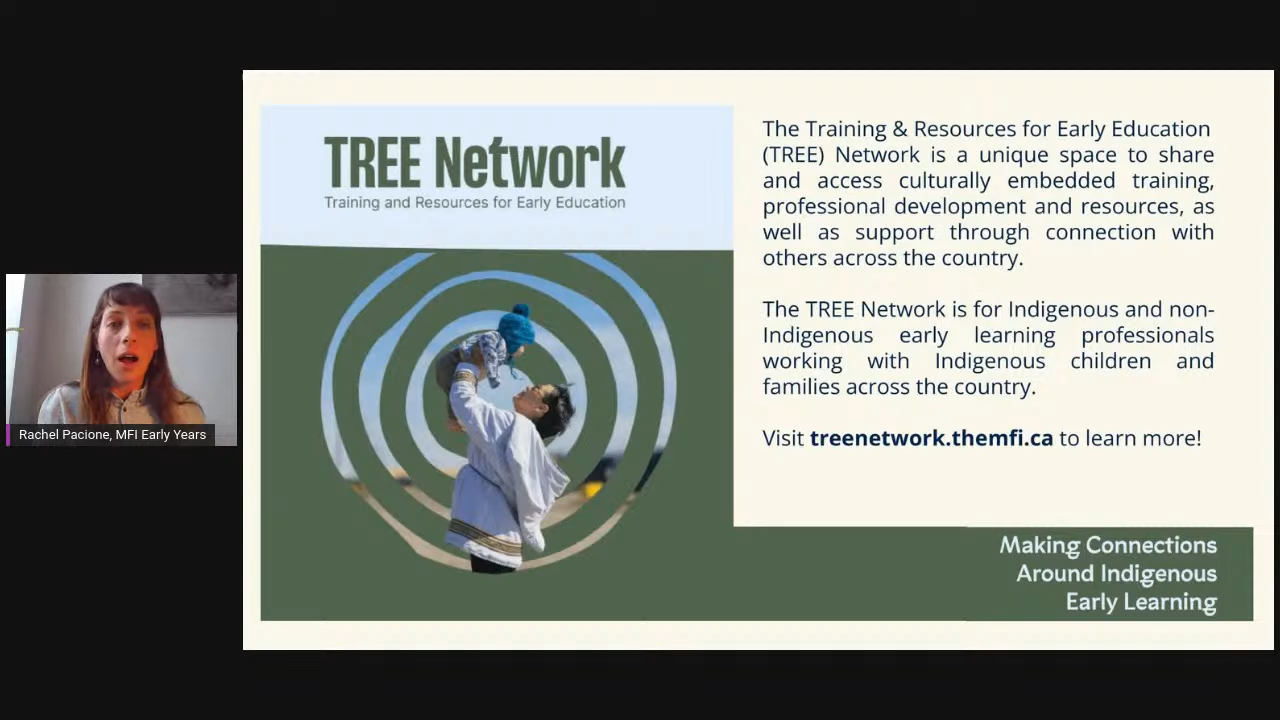 TREE Network
Training and Resources for Early Education
The Training & Resources for Early Education
(TREE) Network is a unique space to share
and access culturally embedded training,
professional development and resources, as
well as support through connection with
others across the country.
The TREE Network is for Indigenous and non-
Indigenous early learning professionals
working with Indigenous children and
families across the country.
Visit treenetwork.themfi.ca to learn more!
Making Connections
Around Indigenous
Early Learning
Rachel Pacione, MFI Early Years